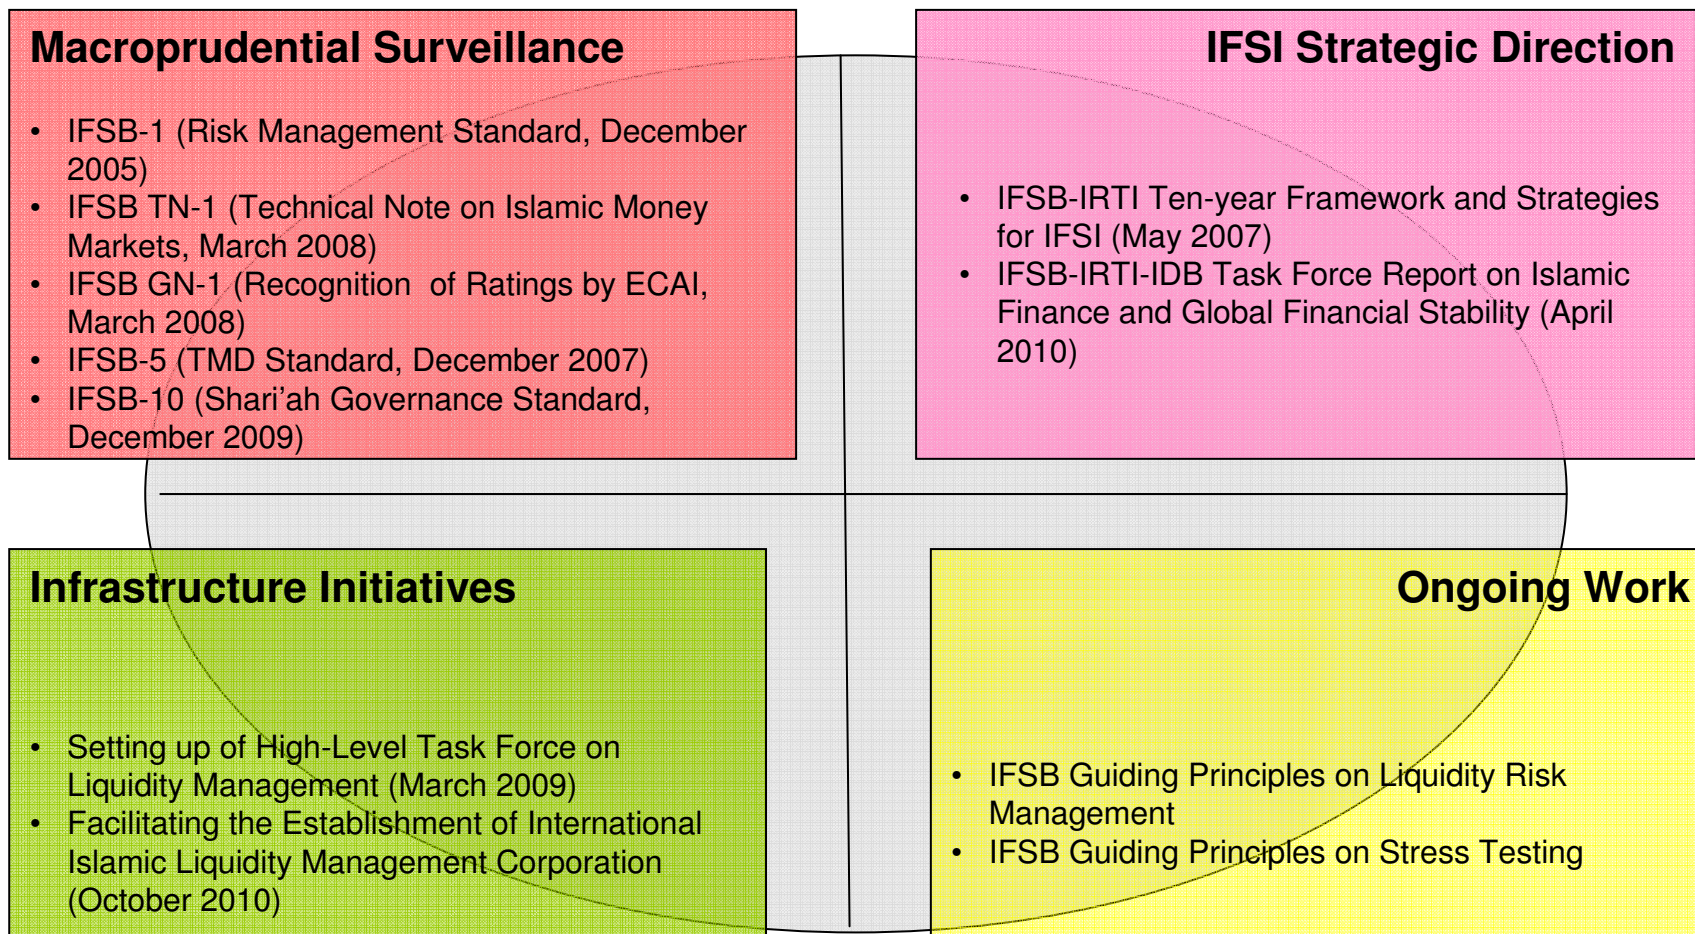 Macroprudential Surveillance
• IFSB-1 (Risk Management Standard, December
2005)
• IFSB TN-1 (Technical Note on Islamic Money
Markets, March 2008)
• IFSB GN-1 (Recognition  of Ratings by ECAI,
March 2008)
• IFSB-5 (TMD Standard, December 2007)
• IFSB-10 (Shari’ah Governance Standard,
December 2009)
IFSI Strategic Direction
• IFSB-IRTI Ten-year Framework and Strategies
for IFSI (May 2007)
• IFSB-IRTI-IDB Task Force Report on Islamic
Finance and Global Financial Stability (April
2010)
Infrastructure Initiatives
• Setting up of High-Level Task Force on
Liquidity Management (March 2009)
• Facilitating the Establishment of International
Islamic Liquidity Management Corporation
(October 2010)
Ongoing Work
• IFSB Guiding Principles on Liquidity Risk
Management
• IFSB Guiding Principles on Stress Testing